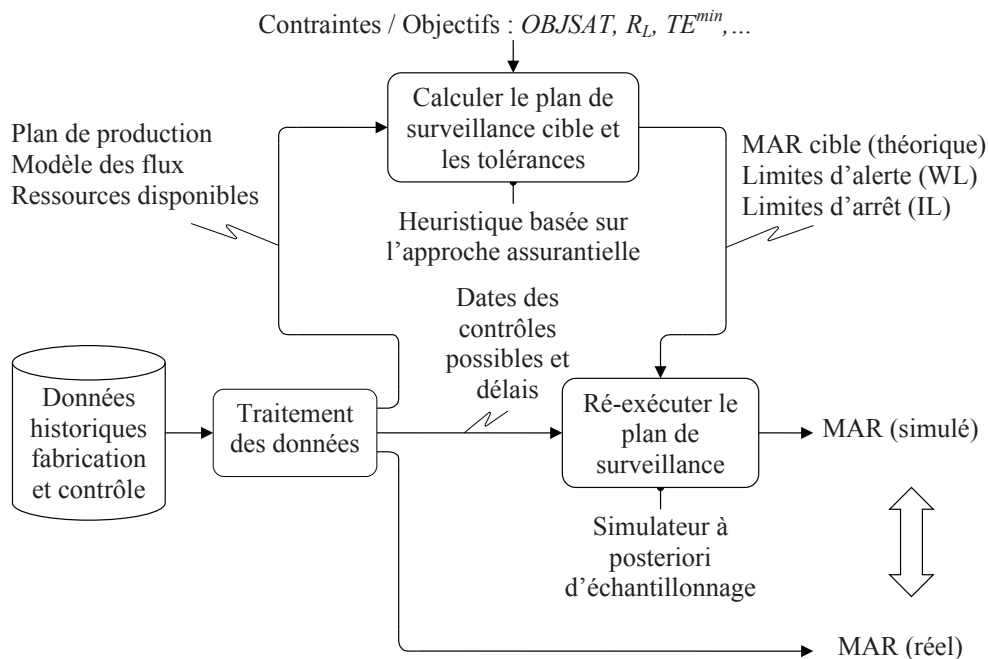 Contraintes / Objectifs : OBJSAT, R_L, TE^min,…
Calculer le plan de
surveillance cible et
les tolérances
Plan de production
Modèle des flux
Ressources disponibles
MAR cible (théorique)
Limites d'alerte (WL)
Limites d'arrêt (IL)
Heuristique basée sur
l'approche assurantielle
Dates des
contrôles
possibles et
délais
Données
historiques
fabrication
et contrôle
Traitement
des données
Ré-exécuter le
plan de
surveillance
MAR (simulé)
Simulateur à
posteriori
d'échantillonnage
MAR (réel)